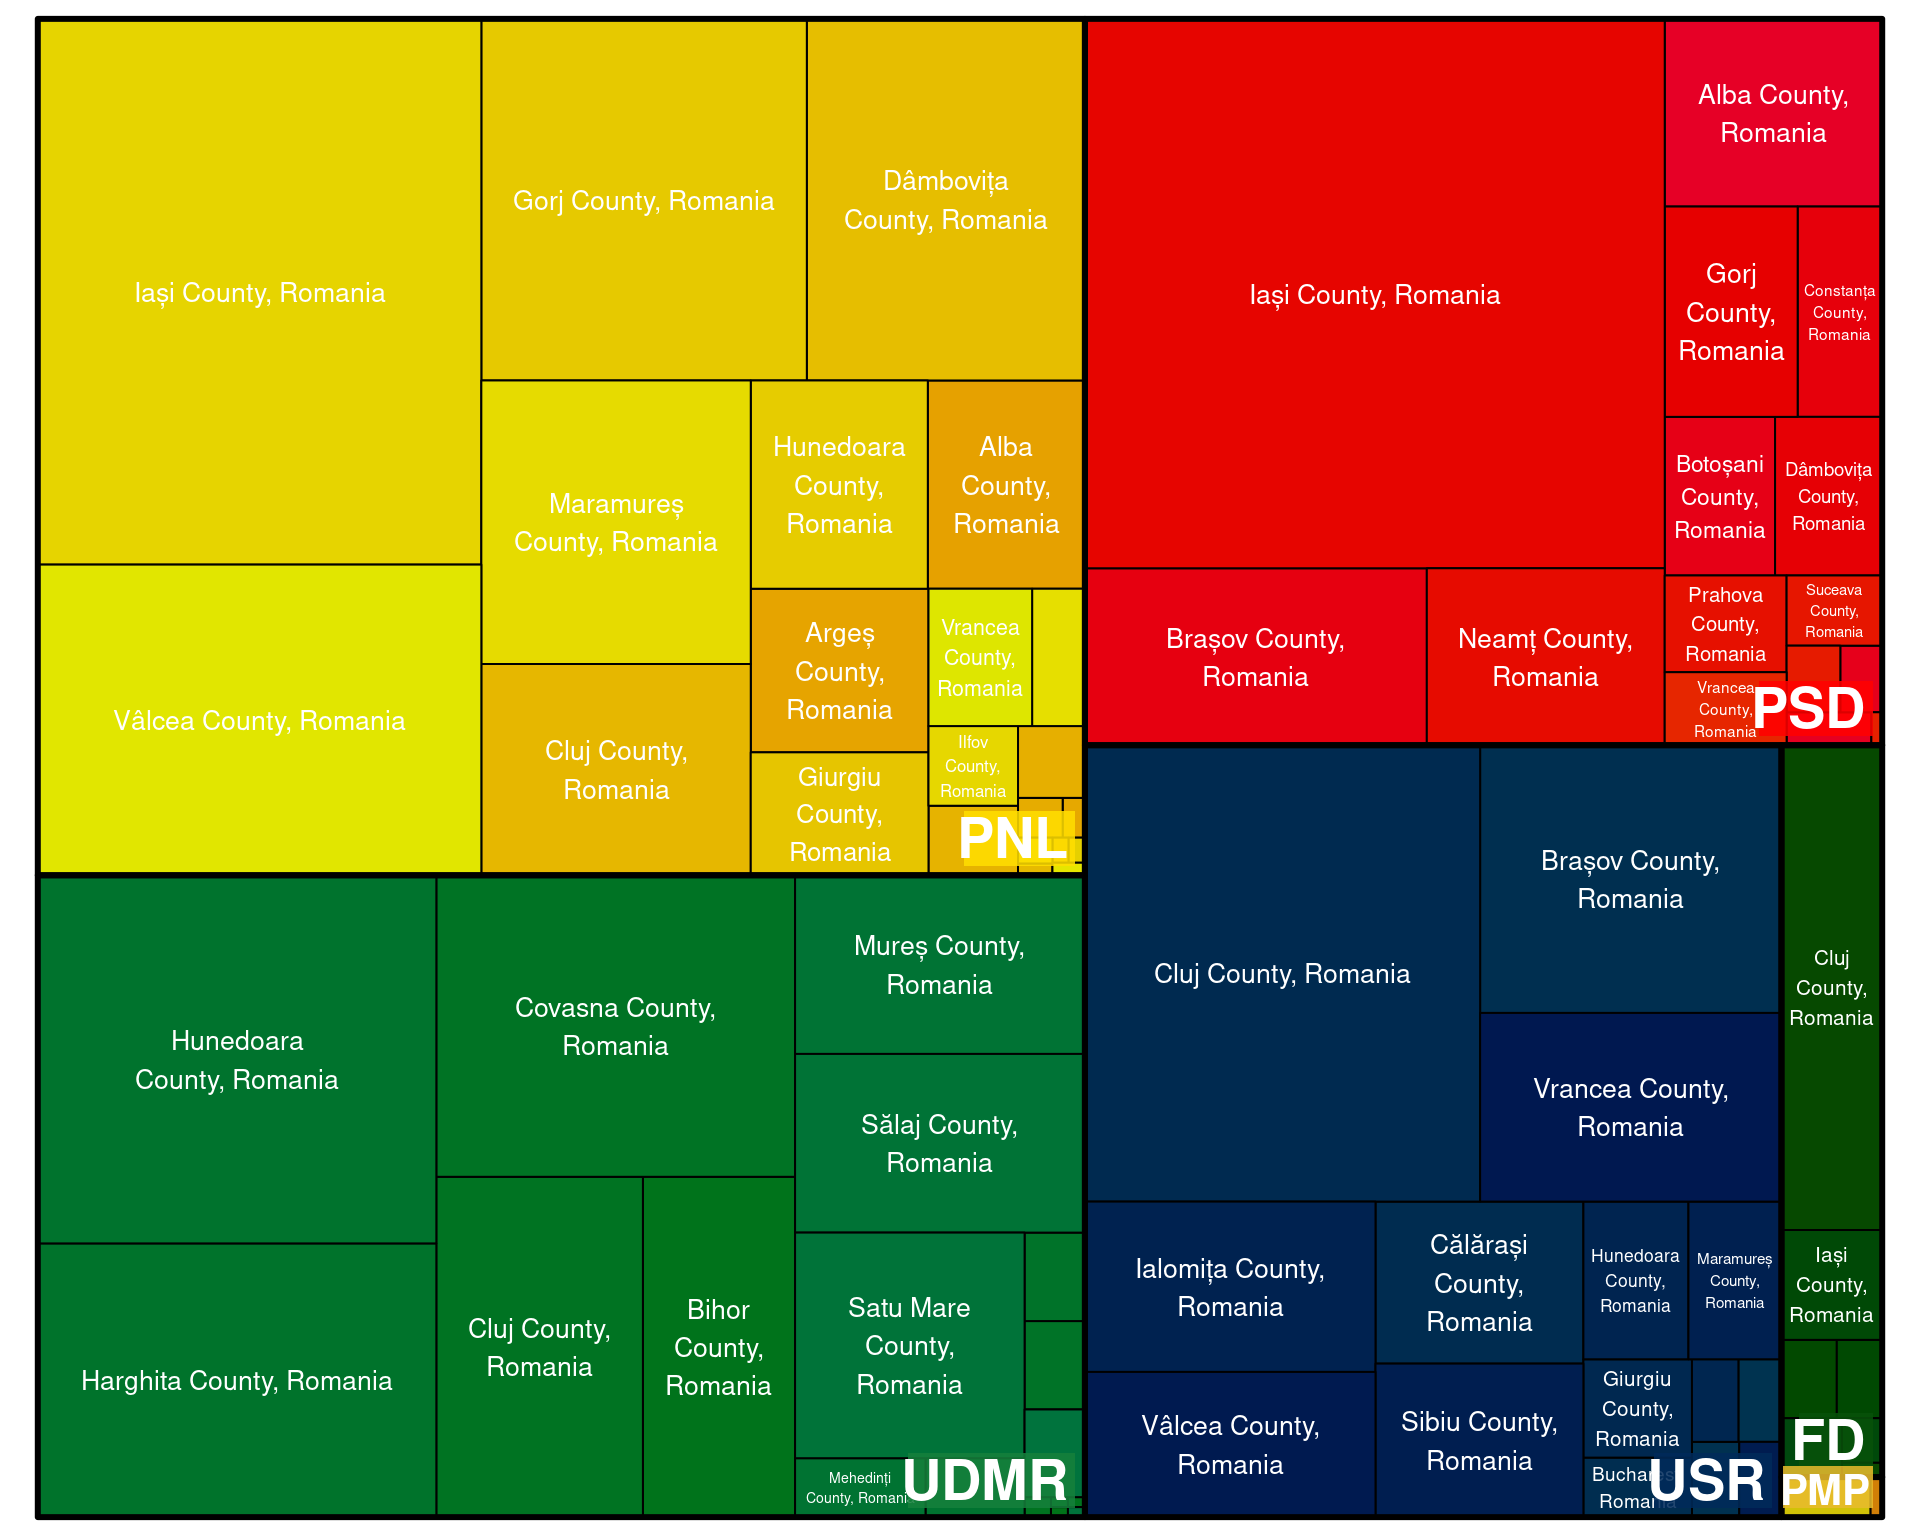 Iași County, Romania
Gorj County, Romania
Dâmbovița
County, Romania
Vâlcea County, Romania
Maramureș
County, Romania
Cluj County,
Romania
Hunedoara
County,
Romania
Alba
County,
Romania
Argeș
County,
Romania
Giurgiu
County,
Romania
Vrancea
County,
Romania
Ilfov
County,
Romania
PNL
Iași County, Romania
Alba County,
Romania
Gorj
County,
Romania
Constanța
County,
Romania
Botoșani
County,
Romania
Dâmbovița
County,
Romania
Brașov County,
Romania
Neamț County,
Romania
Prahova
County,
Romania
Suceava
County,
Romania
Vrancea
County,
Romania
PSD
Hunedoara
County, Romania
Harghita County, Romania
Covasna County,
Romania
Cluj County,
Romania
Bihor
County,
Romania
Mureș County,
Romania
Sălaj County,
Romania
Satu Mare
County,
Romania
Mehedinți
County, Romani
UDMR
Cluj County, Romania
Brașov County,
Romania
Vrancea County,
Romania
Ialomița County,
Romania
Vâlcea County,
Romania
Călărași
County,
Romania
Sibiu County,
Romania
Hunedoara
County,
Romania
Maramureș
County,
Romania
Giurgiu
County,
Romania
Bucharest
Romania
USR
Cluj
County,
Romania
Iași
County,
Romania
FD
PMP